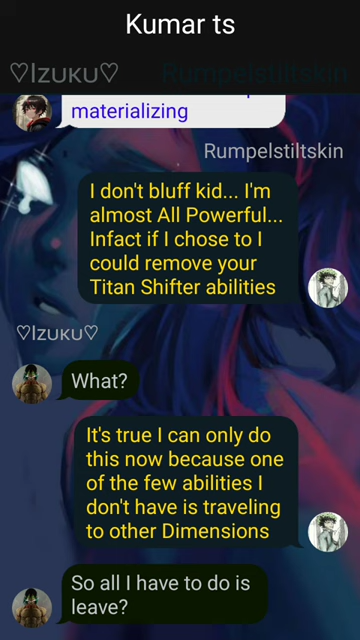 Kumar ts
♡Izuku♡
Rumpelstiltskin
materializing
Rumpelstiltskin
I don't bluff kid... I'm
almost All Powerful...
Infact if I chose to I
could remove your
Titan Shifter abilities
♡Izuku♡
What?
It's true I can only do
this now because one
of the few abilities I
don't have is traveling
to other Dimensions
So all I have to do is
leave?